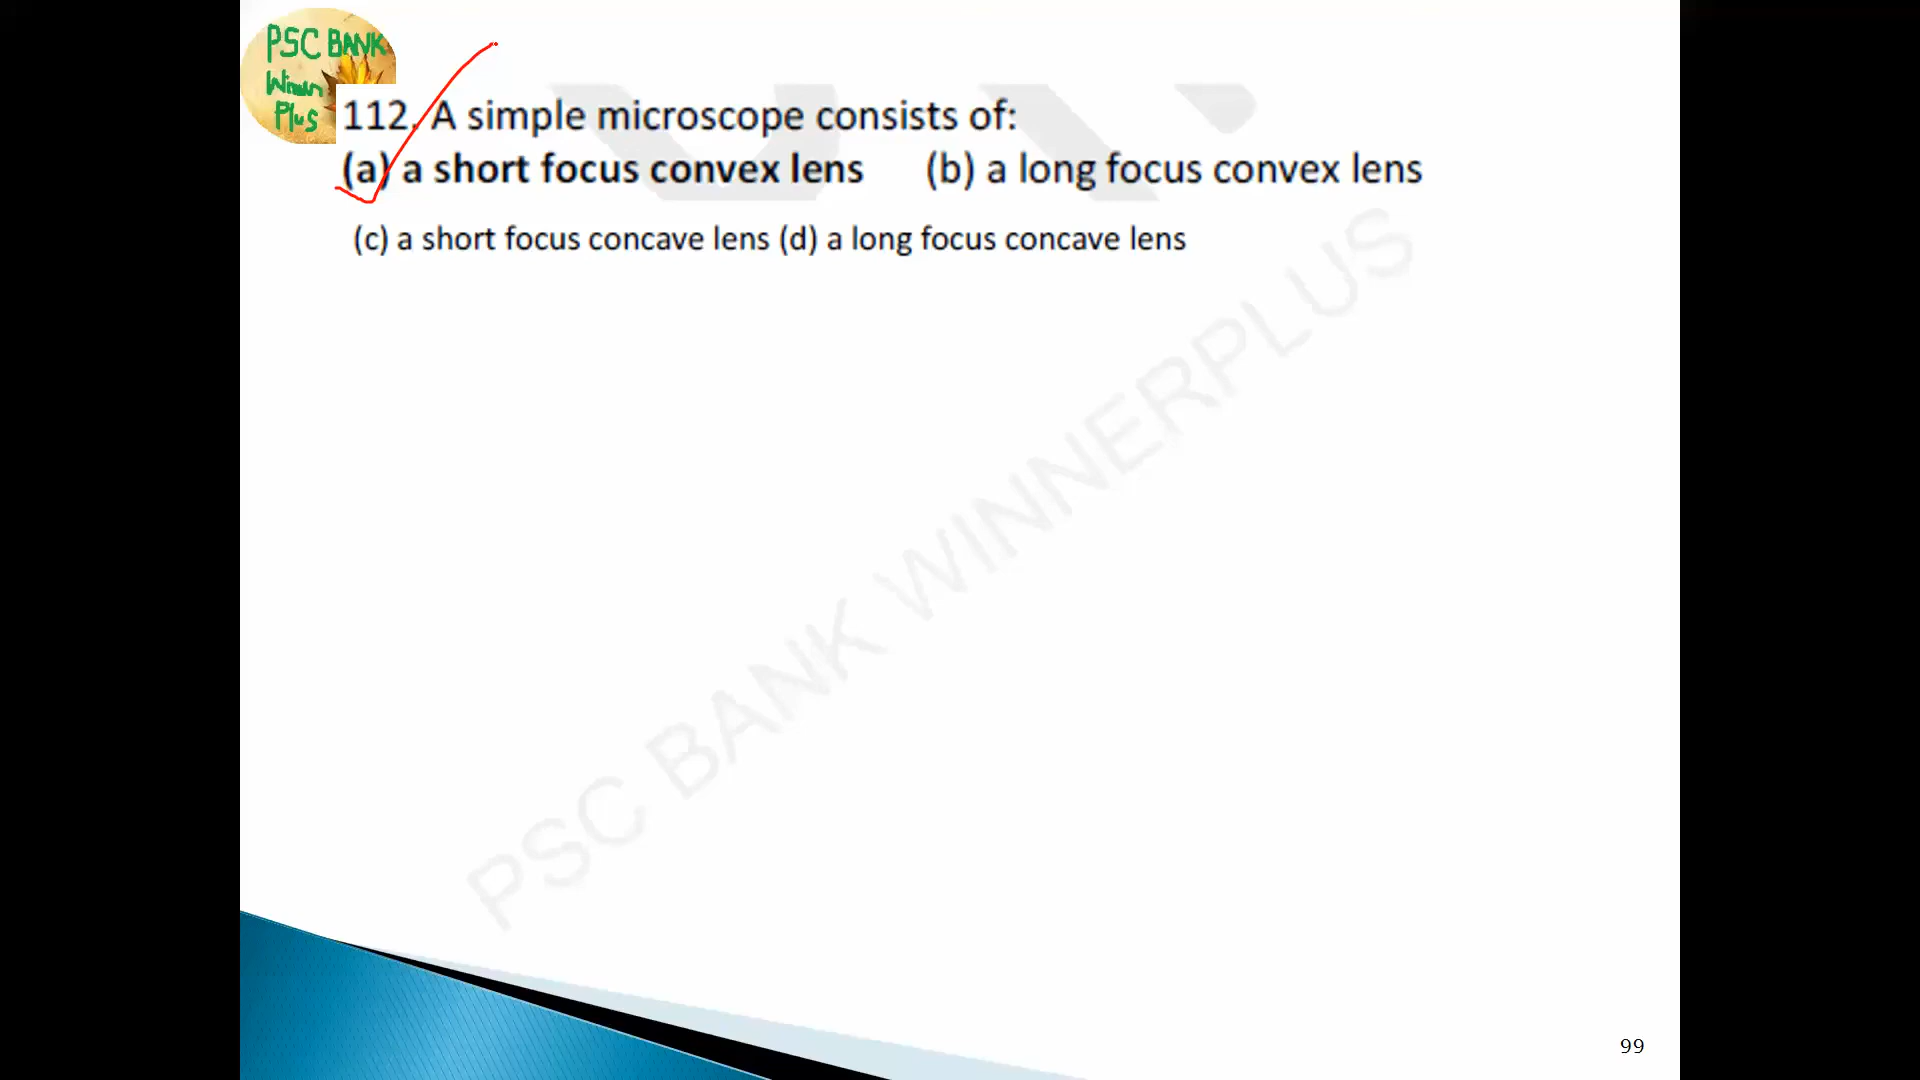 PSC BANK
Winner
Plus
112. A simple microscope consists of:
(a) a short focus convex lens (b) a long focus convex lens
(c) a short focus concave lens (d) a long focus concave lens
PSC BANK WINNERPLUS
99